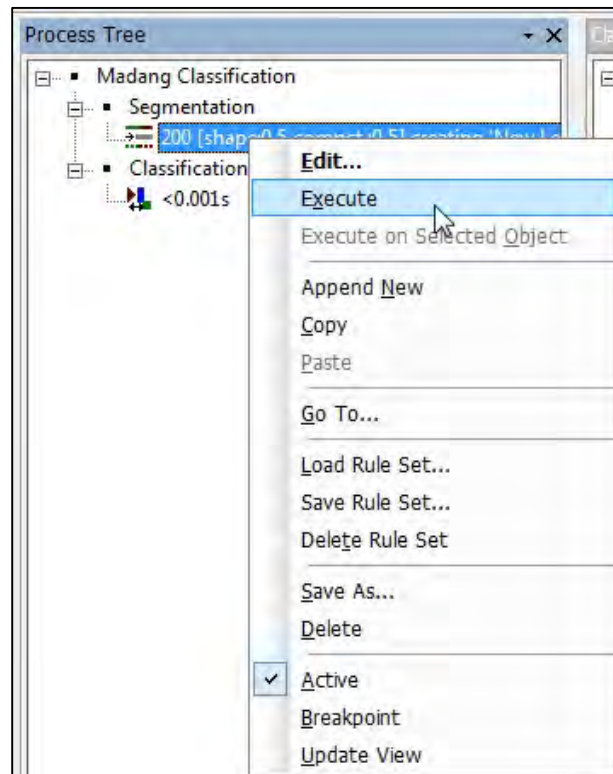 Process Tree
Madang Classification
Segmentation
200 [shape:0.5 compct.:0.5] creating 'New Le
Classification
<0.001s
Edit...
Execute
Execute on Selected Object
Append New
Copy
Paste
Go To...
Load Rule Set...
Save Rule Set...
Delete Rule Set
Save As...
Delete
Active
Breakpoint
Update View